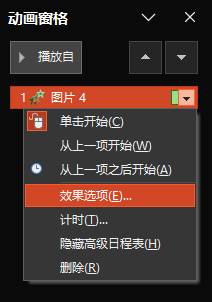 动画窗格
播放自
1 图片 4
单击开始(C)
从上一项开始(W)
从上一项之后开始(A)
效果选项(E)...
计时(T)...
隐藏高级日程表(H)
删除(R)